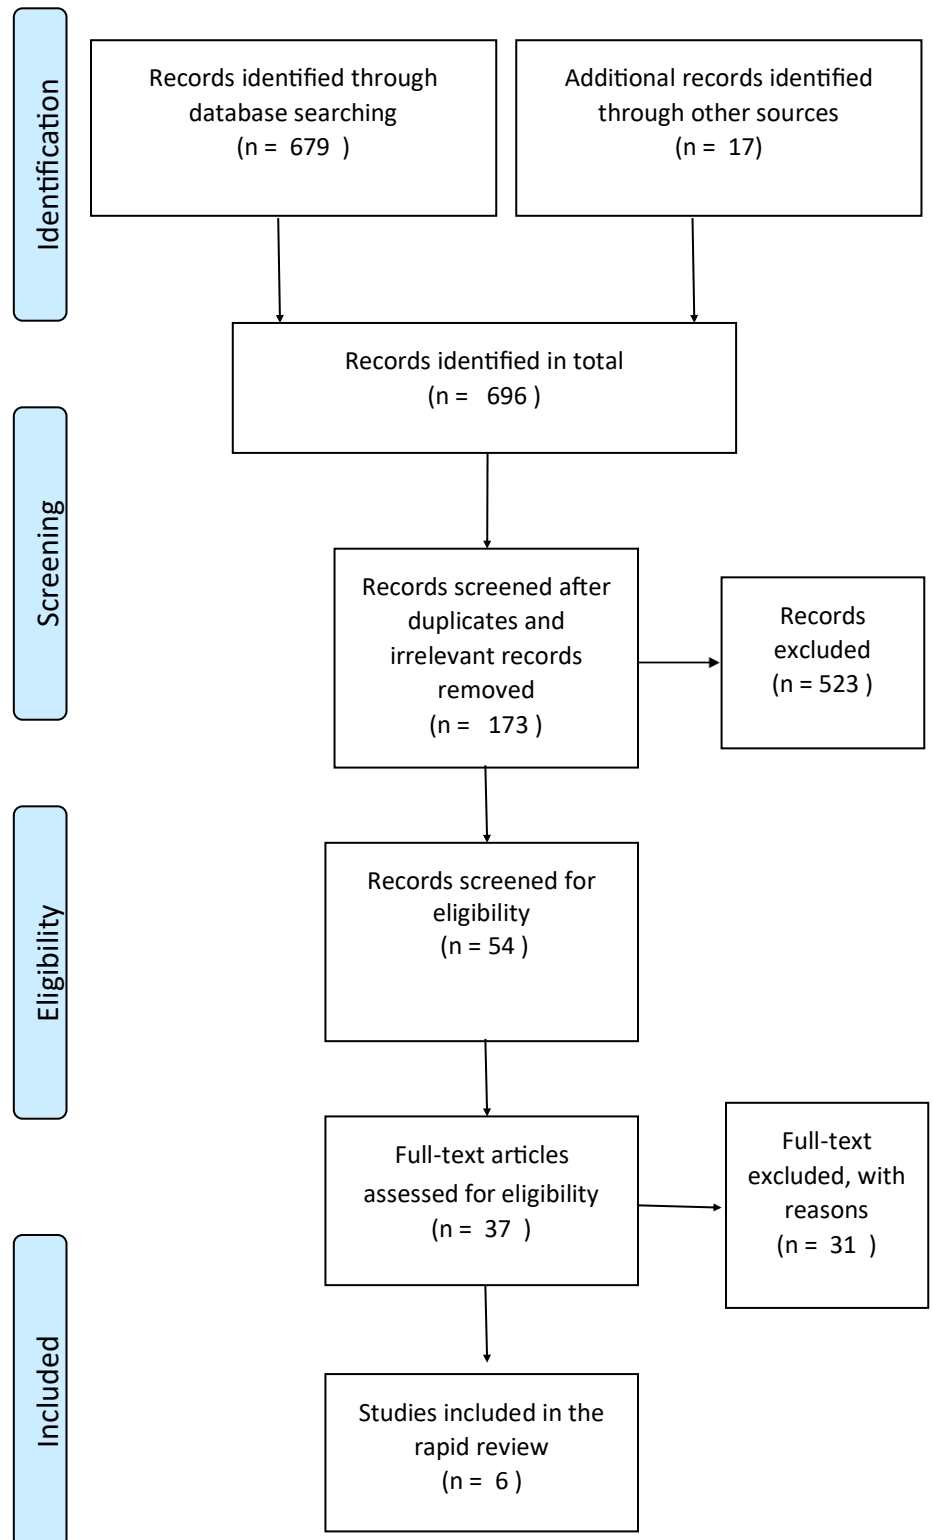 Identification
Records identified through
database searching
(n =  679  )
Additional records identified
through other sources
(n =  17)
Records identified in total
(n =   696 )
Screening
Records screened after
duplicates and
irrelevant records
removed
(n =   173 )
Records
excluded
(n = 523 )
Eligibility
Records screened for
eligibility
(n = 54 )
Full-text articles
assessed for eligibility
(n =  37  )
Full-text
excluded, with
reasons
(n =  31  )
Included
Studies included in the
rapid review
(n =  6 )